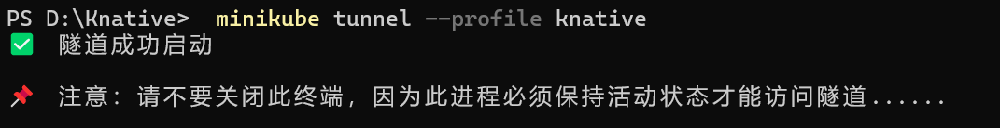 PS D:\Knative>  minikube tunnel --profile knative
✅  隧道成功启动
📌  注意：请不要关闭此终端，因为此进程必须保持活动状态才能访问隧道......